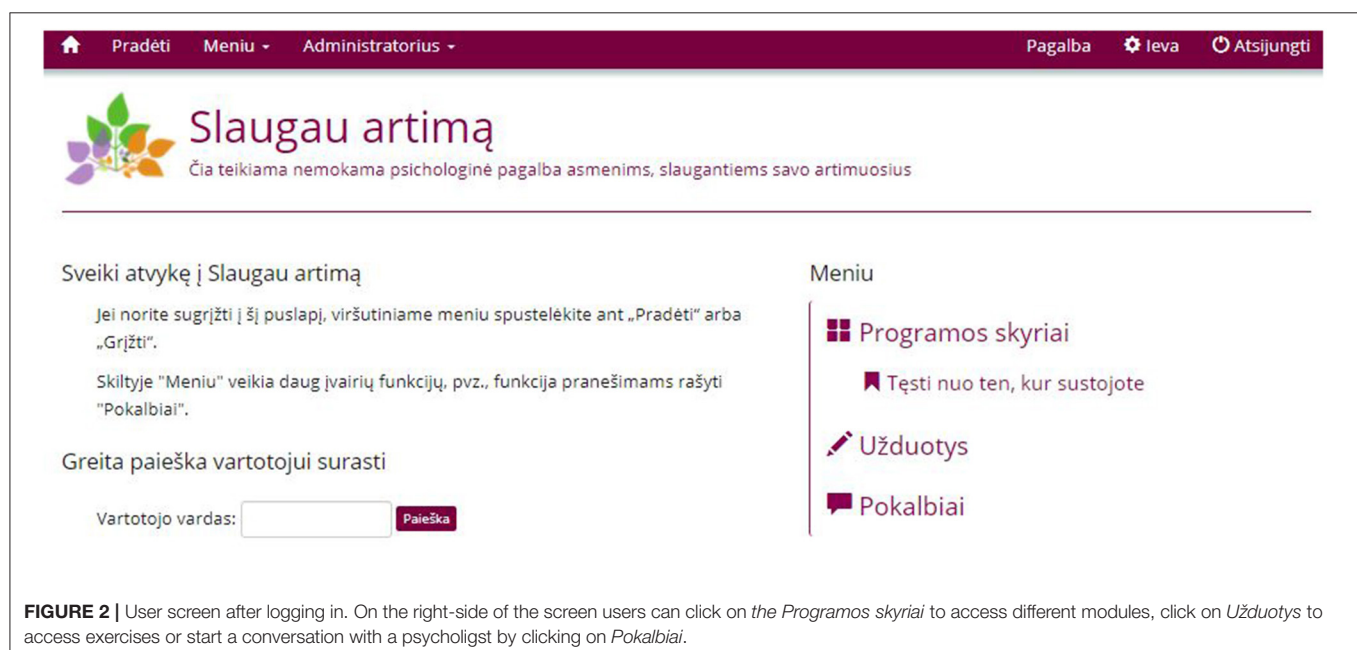 Pradėti Meniu Administratorius Pagalba Ieva Atsijungti
Slaugau artimą
Čia teikiama nemokama psichologinė pagalba asmenims, slaugantiems savo artimuosius
Sveiki atvykę į Slaugau artimą
Jei norite sugrįžti į šį puslapį, viršutiniame meniu spustelėkite ant „Pradėti“ arba
„Grįžti“.
Skiltyje "Meniu" veikia daug įvairių funkcijų, pvz., funkcija pranešimams rašyti
"Pokalbiai".
Greita paieška vartotojui surasti
Vartotojo vardas: Paieška
Meniu
Programos skyriai
Tęsti nuo ten, kur sustojote
Užduotys
Pokalbiai
FIGURE 2 | User screen after logging in. On the right-side of the screen users can click on the Programos skyriai to access different modules, click on Užduotys to
access exercises or start a conversation with a psycholigst by clicking on Pokalbiai.